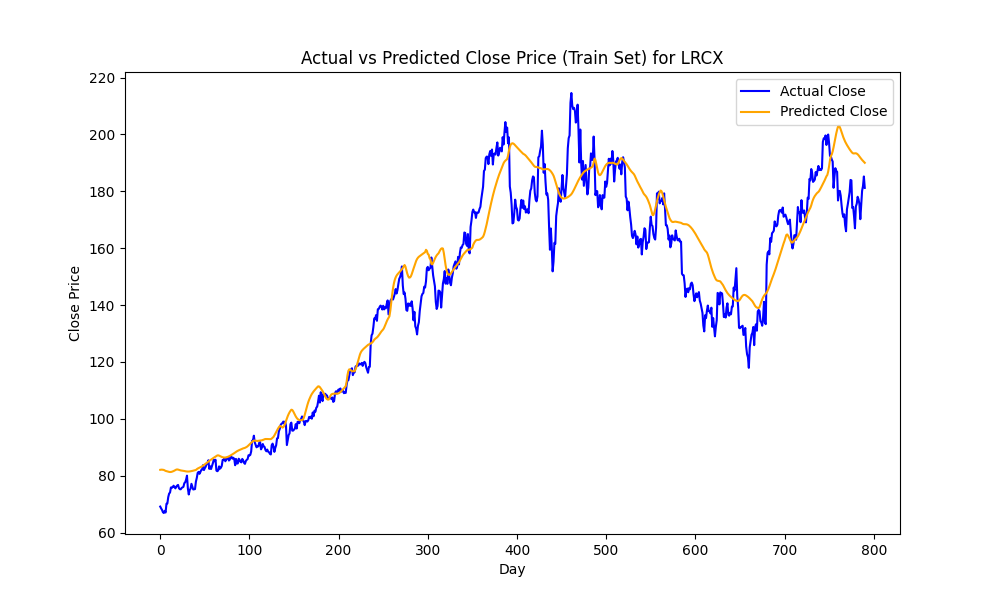 Actual vs Predicted Close Price (Train Set) for LRCX
Actual Close
Predicted Close
220
200
180
160
140
120
100
80
60
Close Price
0 100 200 300 400 500 600 700 800
Day